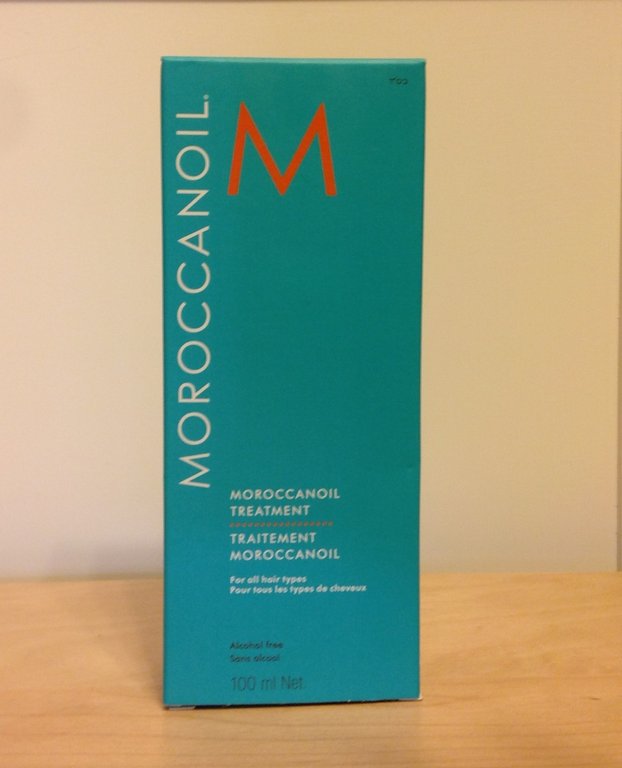 MOROCCANOIL®
M
MOROCCANOIL
TREATMENT
TRAITEMENT
MOROCCANOIL
For all hair types
Pour tous les types de cheveux
Alcohol free
Sans alcool
100 ml Net.